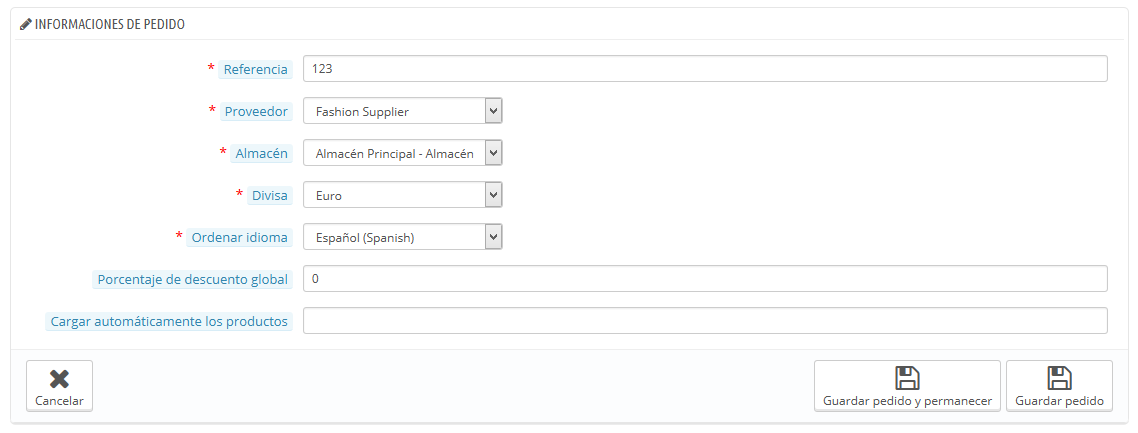 INFORMACIONES DE PEDIDO
* Referencia 123
* Proveedor Fashion Supplier
* Almacén Almacén Principal - Almacén
* Divisa Euro
* Ordenar idioma Español (Spanish)
Porcentaje de descuento global 0
Cargar automáticamente los productos
Cancelar Guardar pedido y permanecer Guardar pedido